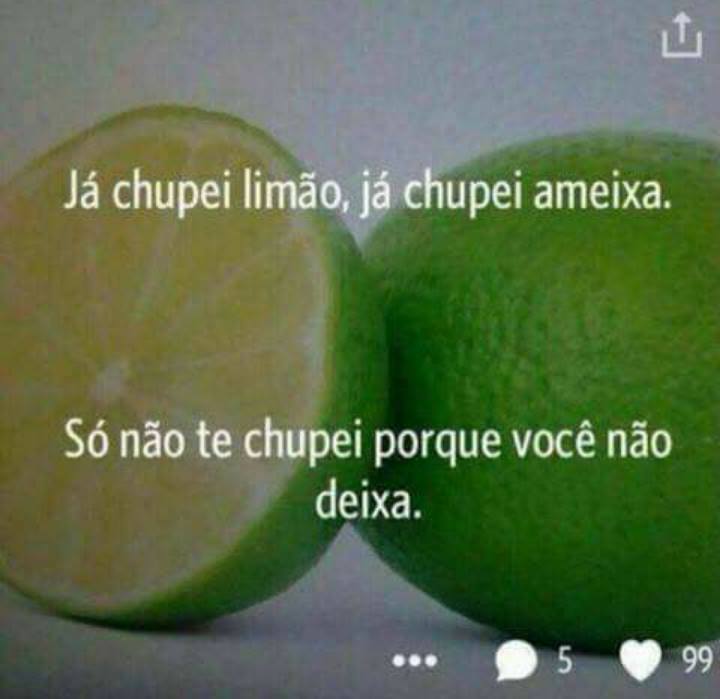 Já chupei limão, já chupei ameixa.
Só não te chupei porque você não
deixa.
5
99